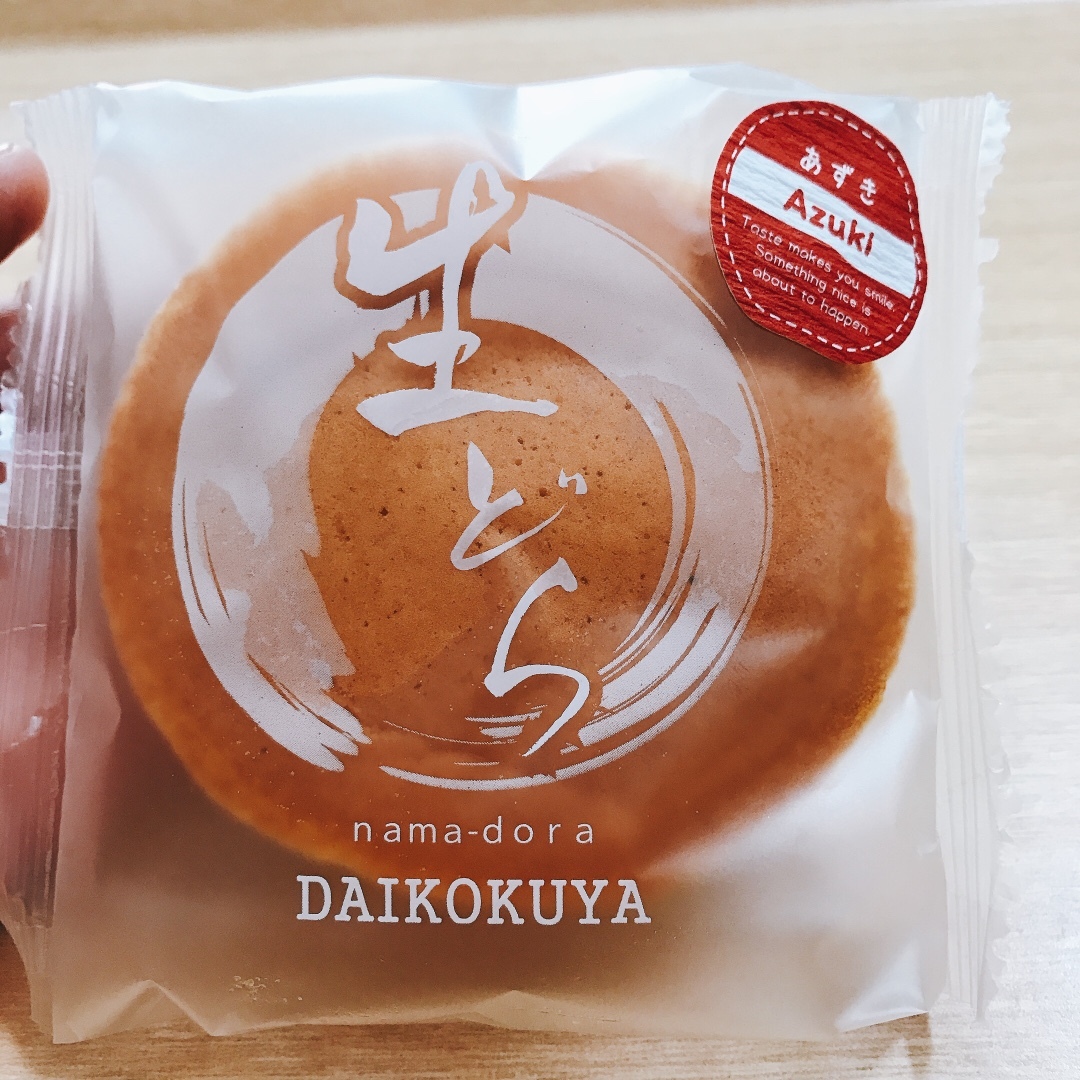 生どら
nama-dora
DAIKOKUYA
あずき
Azuki
Taste makes you smile.
Something nice is
about to happen.